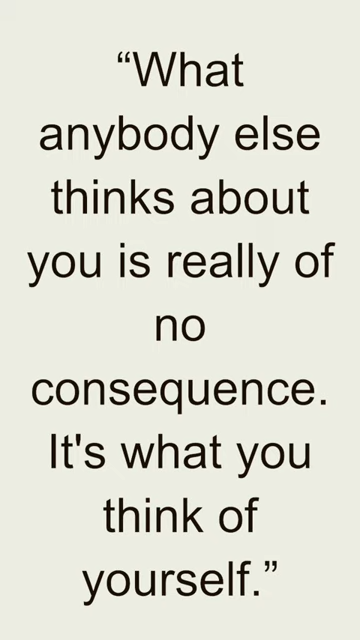 “What
anybody else
thinks about
you is really of
no
consequence.
It's what you
think of
yourself.”